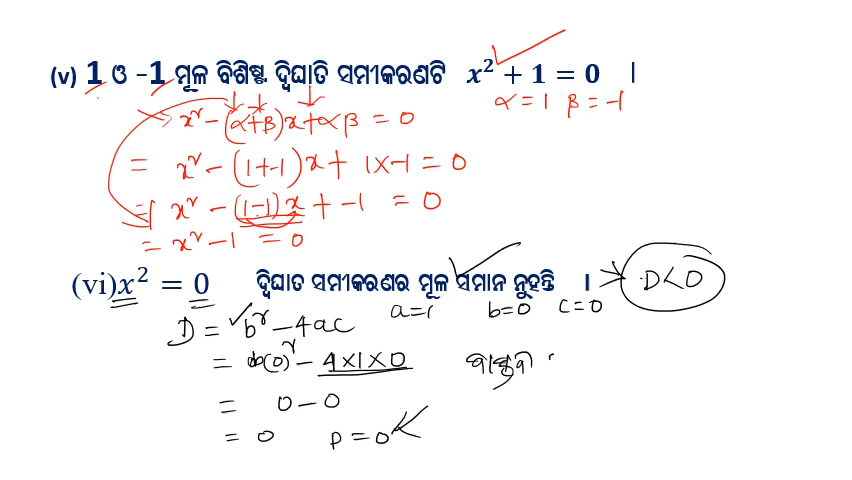 (v) 1 ଓ -1 ମୂଳ ବିଶିଷ୍ଟ ଦ୍ୱିଘାତି ସମୀକରଣଟି x² + 1 = 0 ।
α = 1 β = -1
x² - (α+β)x + αβ = 0
= x² - (1+-1)x + 1 × -1 = 0
= x² - (1-1)x + -1 = 0
= x² - 1 = 0
(vi) x² = 0 ଦ୍ୱିଘାତ ସମୀକରଣର ମୂଳ ସମାନ ନୁହନ୍ତି । D < 0
D = b² - 4ac a=1 b=0 c=0
= (0)² - 4×1×0
= 0 - 0
= 0 D = 0